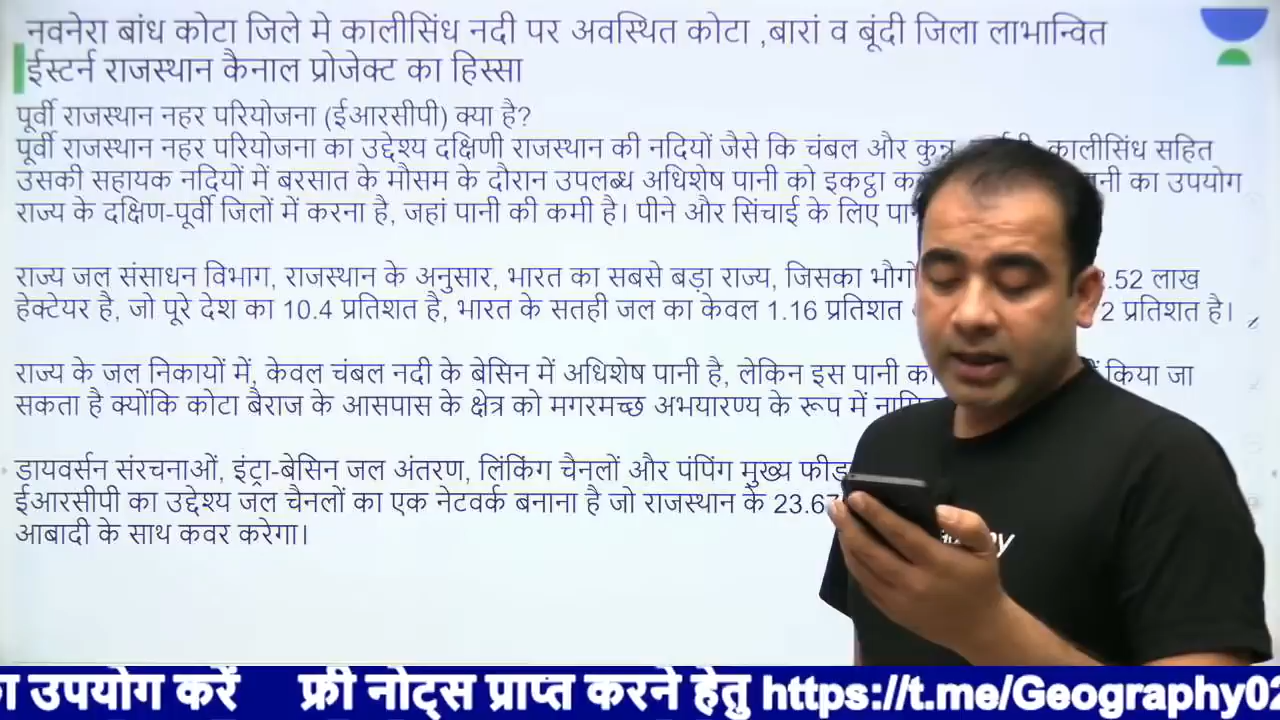 नवनेरा बांध कोटा जिले मे कालीसिंध नदी पर अवस्थित कोटा ,बारां व बूंदी जिला लाभान्वित
ईस्टर्न राजस्थान कैनाल प्रोजेक्ट का हिस्सा
पूर्वी राजस्थान नहर परियोजना (ईआरसीपी) क्या है?
पूर्वी राजस्थान नहर परियोजना का उद्देश्य दक्षिणी राजस्थान की नदियों जैसे कि चंबल और कालीसिंध सहित
उसकी सहायक नदियों में बरसात के मौसम के दौरान उपलब्ध अधिशेष पानी को इकट्ठा का उपयोग
राज्य के दक्षिण-पूर्वी जिलों में करना है, जहां पानी की कमी है। पीने और सिंचाई के लिए
राज्य जल संसाधन विभाग, राजस्थान के अनुसार, भारत का सबसे बड़ा राज्य, जिसका .52 लाख
हेक्टेयर है, जो पूरे देश का 10.4 प्रतिशत है, भारत के सतही जल का केवल 1.16 प्रतिशत 2 प्रतिशत है।
राज्य के जल निकायों में, केवल चंबल नदी के बेसिन में अधिशेष पानी है, लेकिन इस पानी का किया जा
सकता है क्योंकि कोटा बैराज के आसपास के क्षेत्र को मगरमच्छ अभयारण्य के रूप में
डायवर्सन संरचनाओं, इंट्रा-बेसिन जल अंतरण, लिंकिंग चैनलों और पंपिंग मुख्य
ईआरसीपी का उद्देश्य जल चैनलों का एक नेटवर्क बनाना है जो राजस्थान के 23.67
आबादी के साथ कवर करेगा।
उपयोग करें फ्री नोट्स प्राप्त करने हेतु https://t.me/Geography02